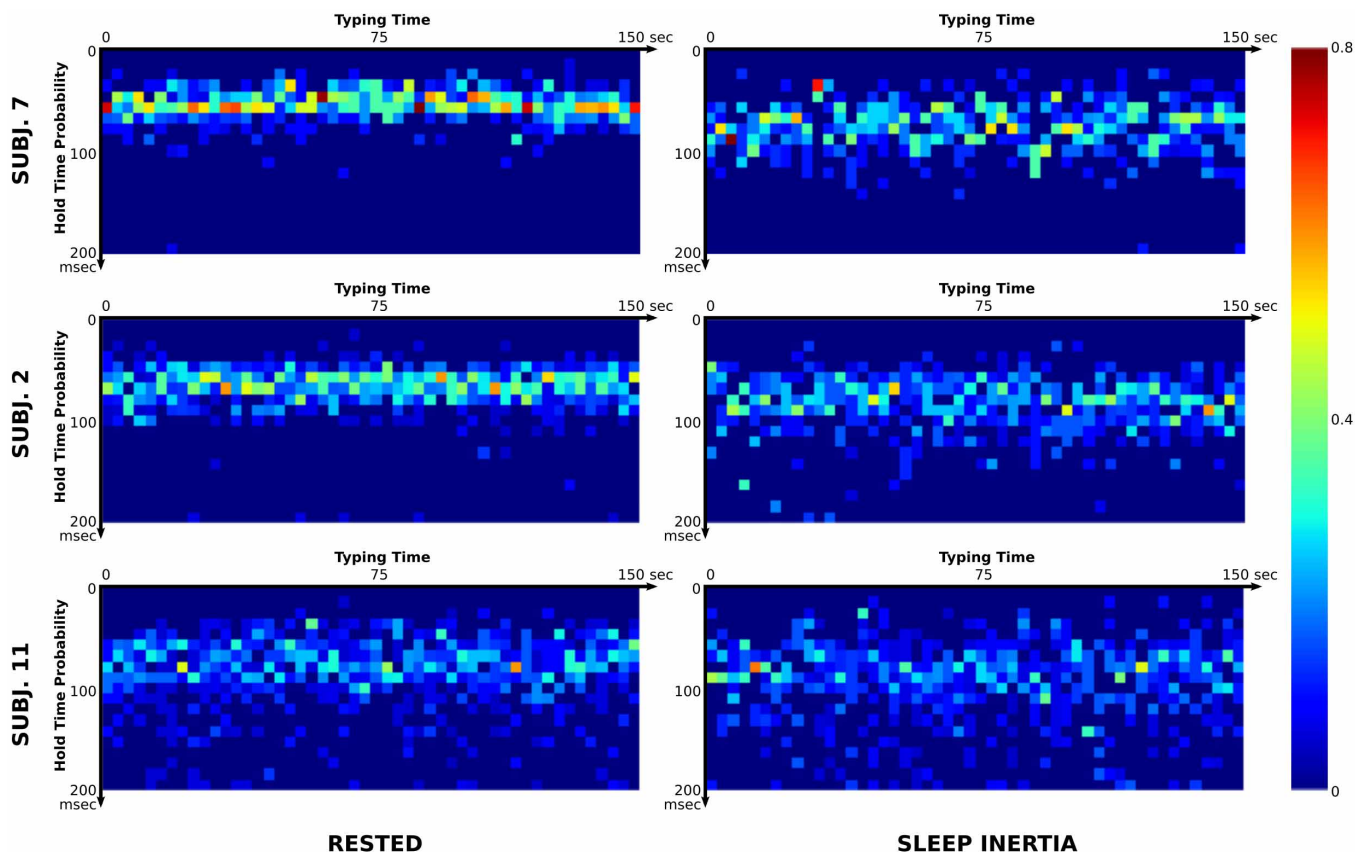 Typing Time
0 75 150 sec
Typing Time
0 75 150 sec
0.8
SUBJ. 7
Hold Time Probability
0
100
200
msec
0
100
200
msec
Typing Time
0 75 150 sec
Typing Time
0 75 150 sec
SUBJ. 2
Hold Time Probability
0
100
200
msec
0
100
200
msec
0.4
Typing Time
0 75 150 sec
Typing Time
0 75 150 sec
SUBJ. 11
Hold Time Probability
0
100
200
msec
0
100
200
msec
0
RESTED
SLEEP INERTIA